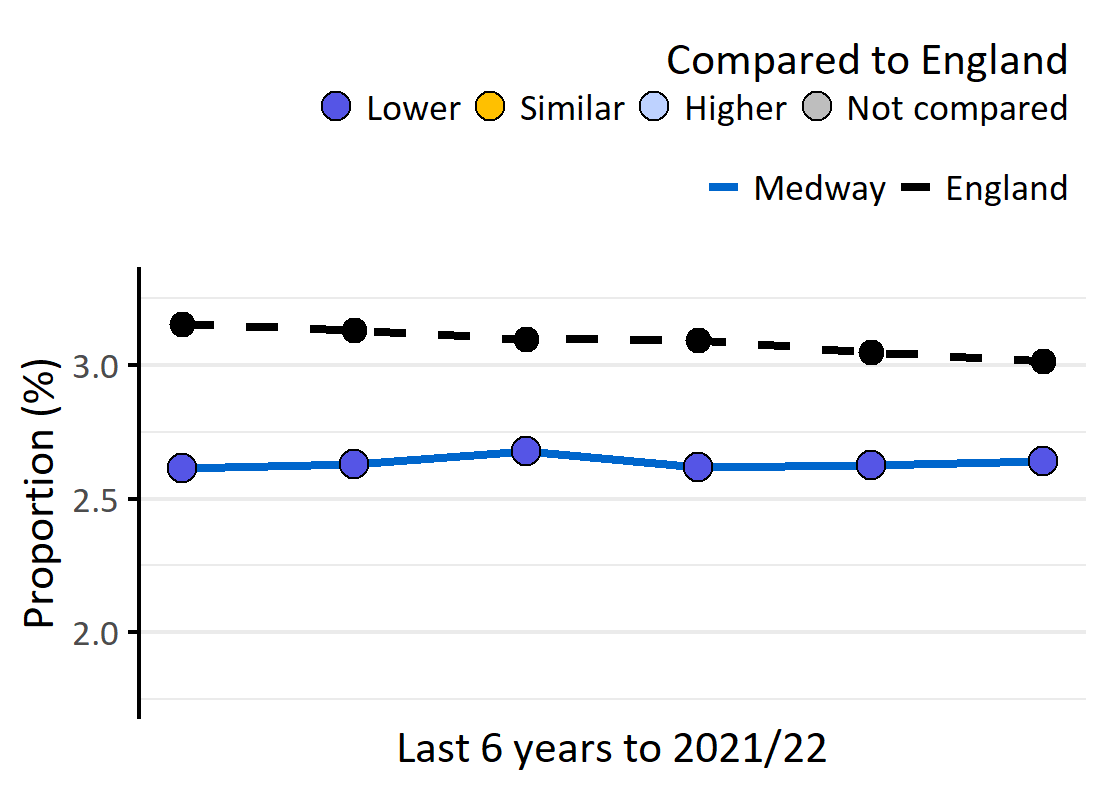 Compared to England
Lower Similar Higher Not compared
Medway England
Proportion (%)
3.0
2.5
2.0
Last 6 years to 2021/22